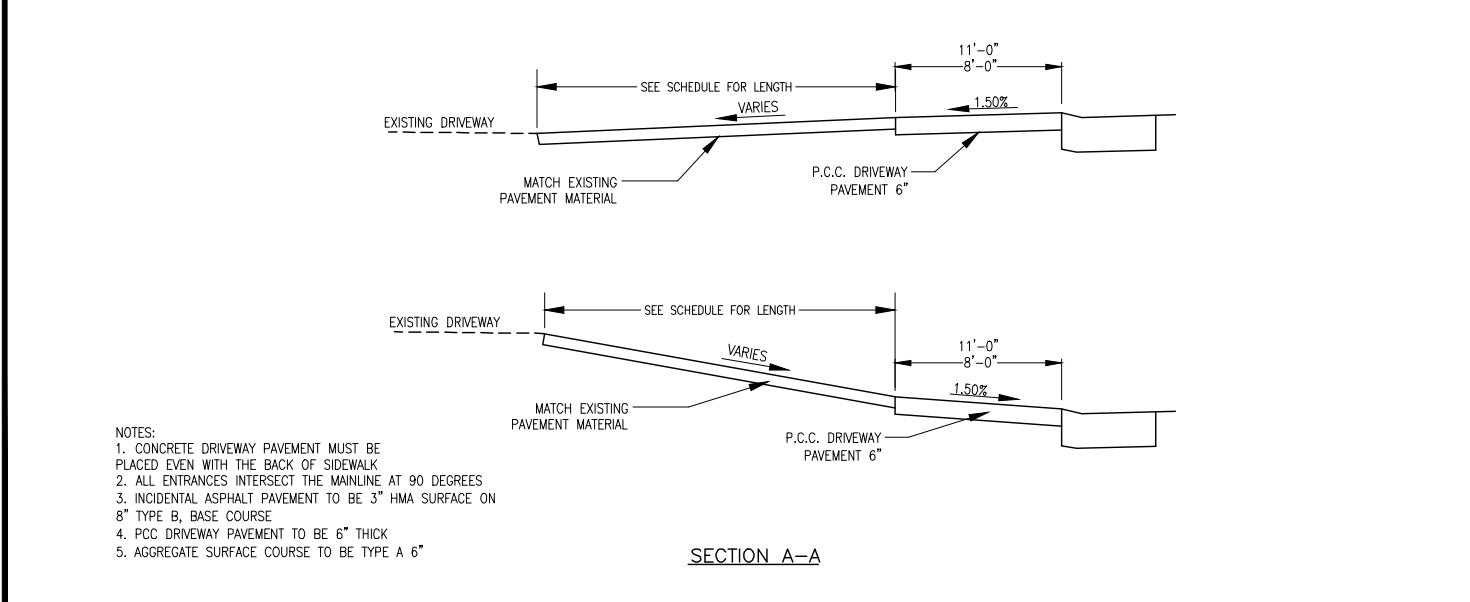 11'-0"
8'-0"
SEE SCHEDULE FOR LENGTH
VARIES
1.50%
EXISTING DRIVEWAY
MATCH EXISTING
PAVEMENT MATERIAL
P.C.C. DRIVEWAY
PAVEMENT 6"
SEE SCHEDULE FOR LENGTH
EXISTING DRIVEWAY
VARIES
11'-0"
8'-0"
1.50%
MATCH EXISTING
PAVEMENT MATERIAL
P.C.C. DRIVEWAY
PAVEMENT 6"
NOTES:
1. CONCRETE DRIVEWAY PAVEMENT MUST BE
PLACED EVEN WITH THE BACK OF SIDEWALK
2. ALL ENTRANCES INTERSECT THE MAINLINE AT 90 DEGREES
3. INCIDENTAL ASPHALT PAVEMENT TO BE 3" HMA SURFACE ON
8" TYPE B, BASE COURSE
4. PCC DRIVEWAY PAVEMENT TO BE 6" THICK
5. AGGREGATE SURFACE COURSE TO BE TYPE A 6"
SECTION A-A